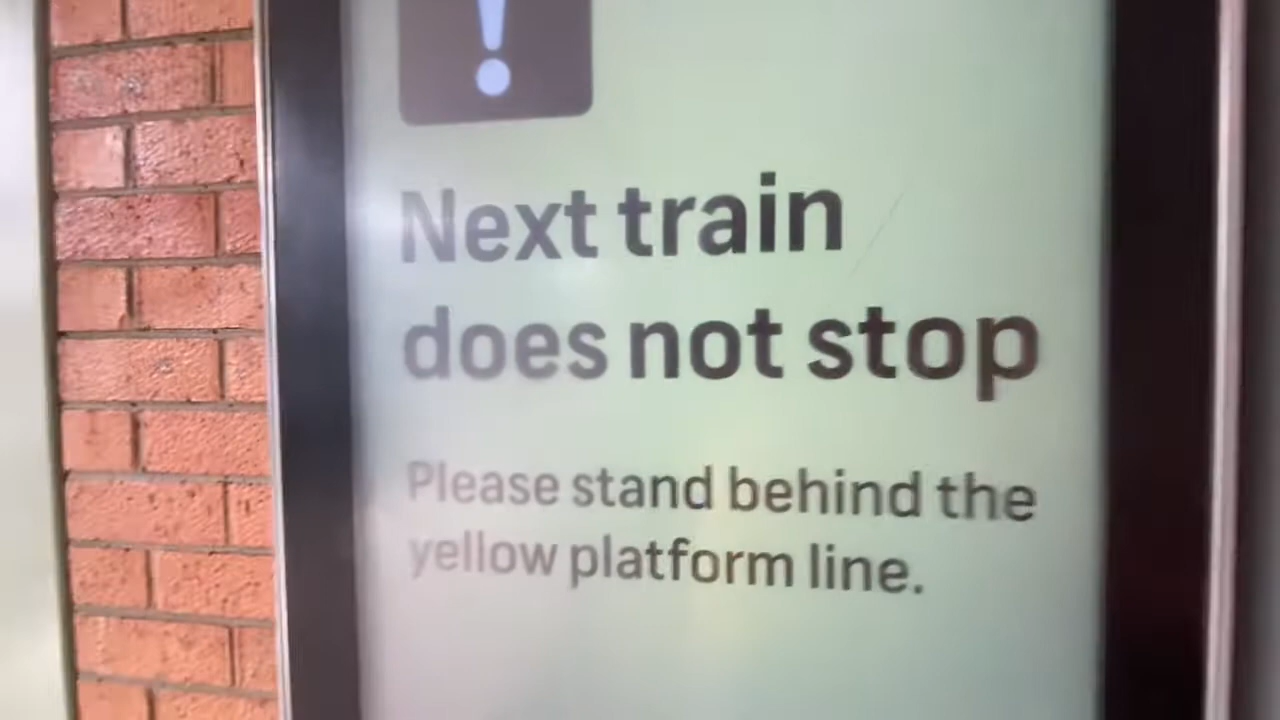 !
Next train
does not stop
Please stand behind the
yellow platform line.